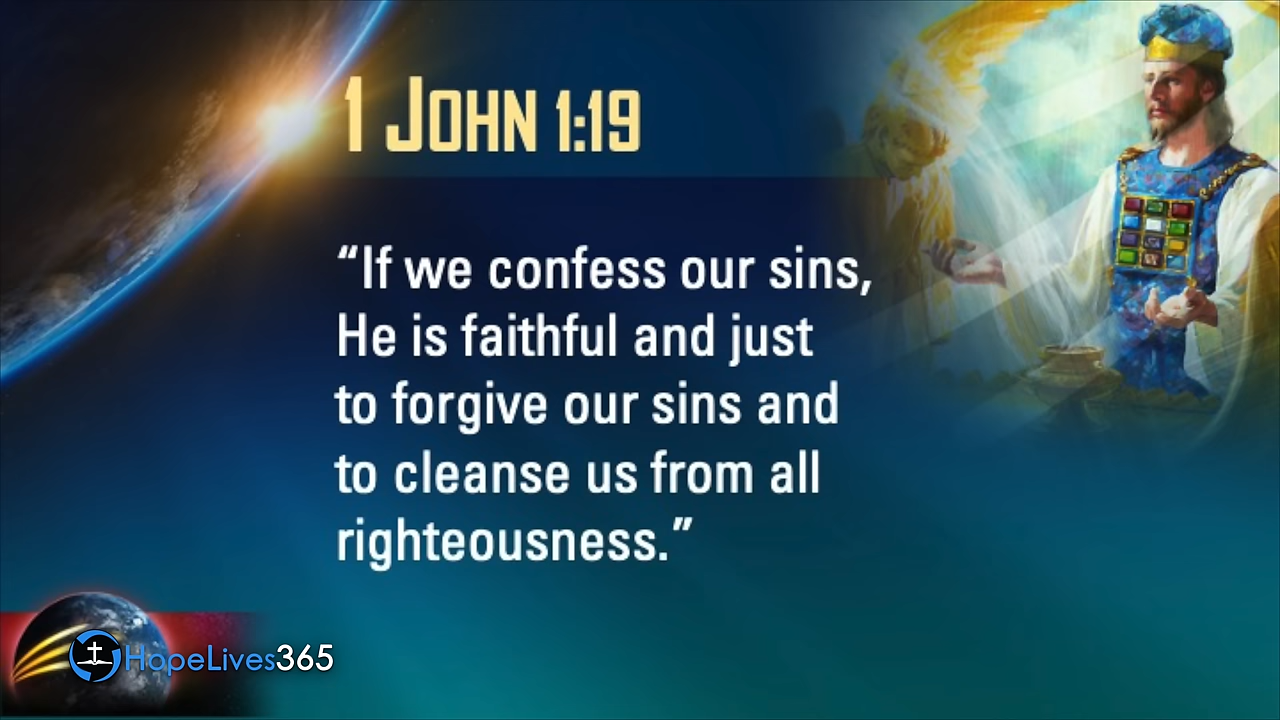 1 JOHN 1:19
“If we confess our sins,
He is faithful and just
to forgive our sins and
to cleanse us from all
righteousness.”
HopeLives365